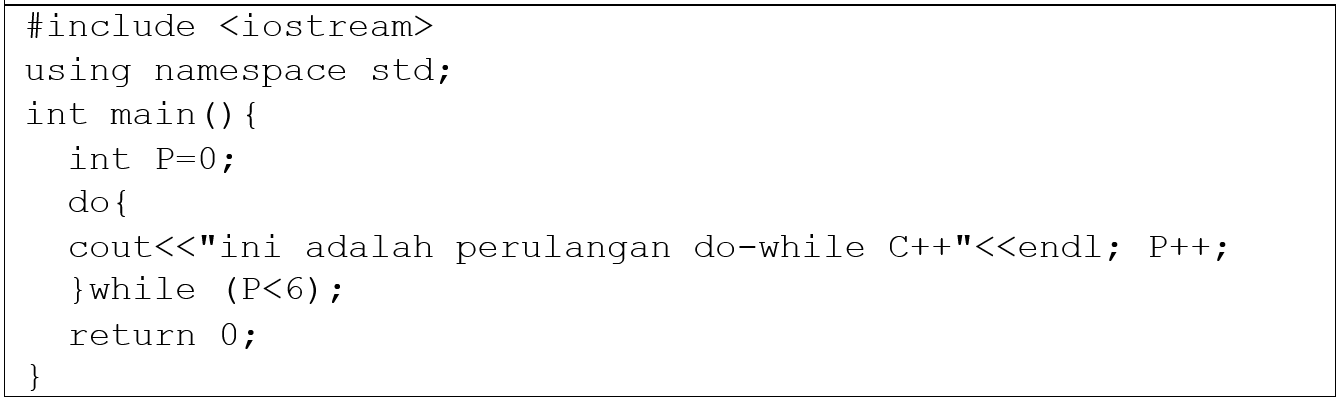 #include <iostream>
using namespace std;
int main(){
int P=0;
do{
cout<<"ini adalah perulangan do-while C++"<<endl; P++;
}while (P<6);
return 0;
}